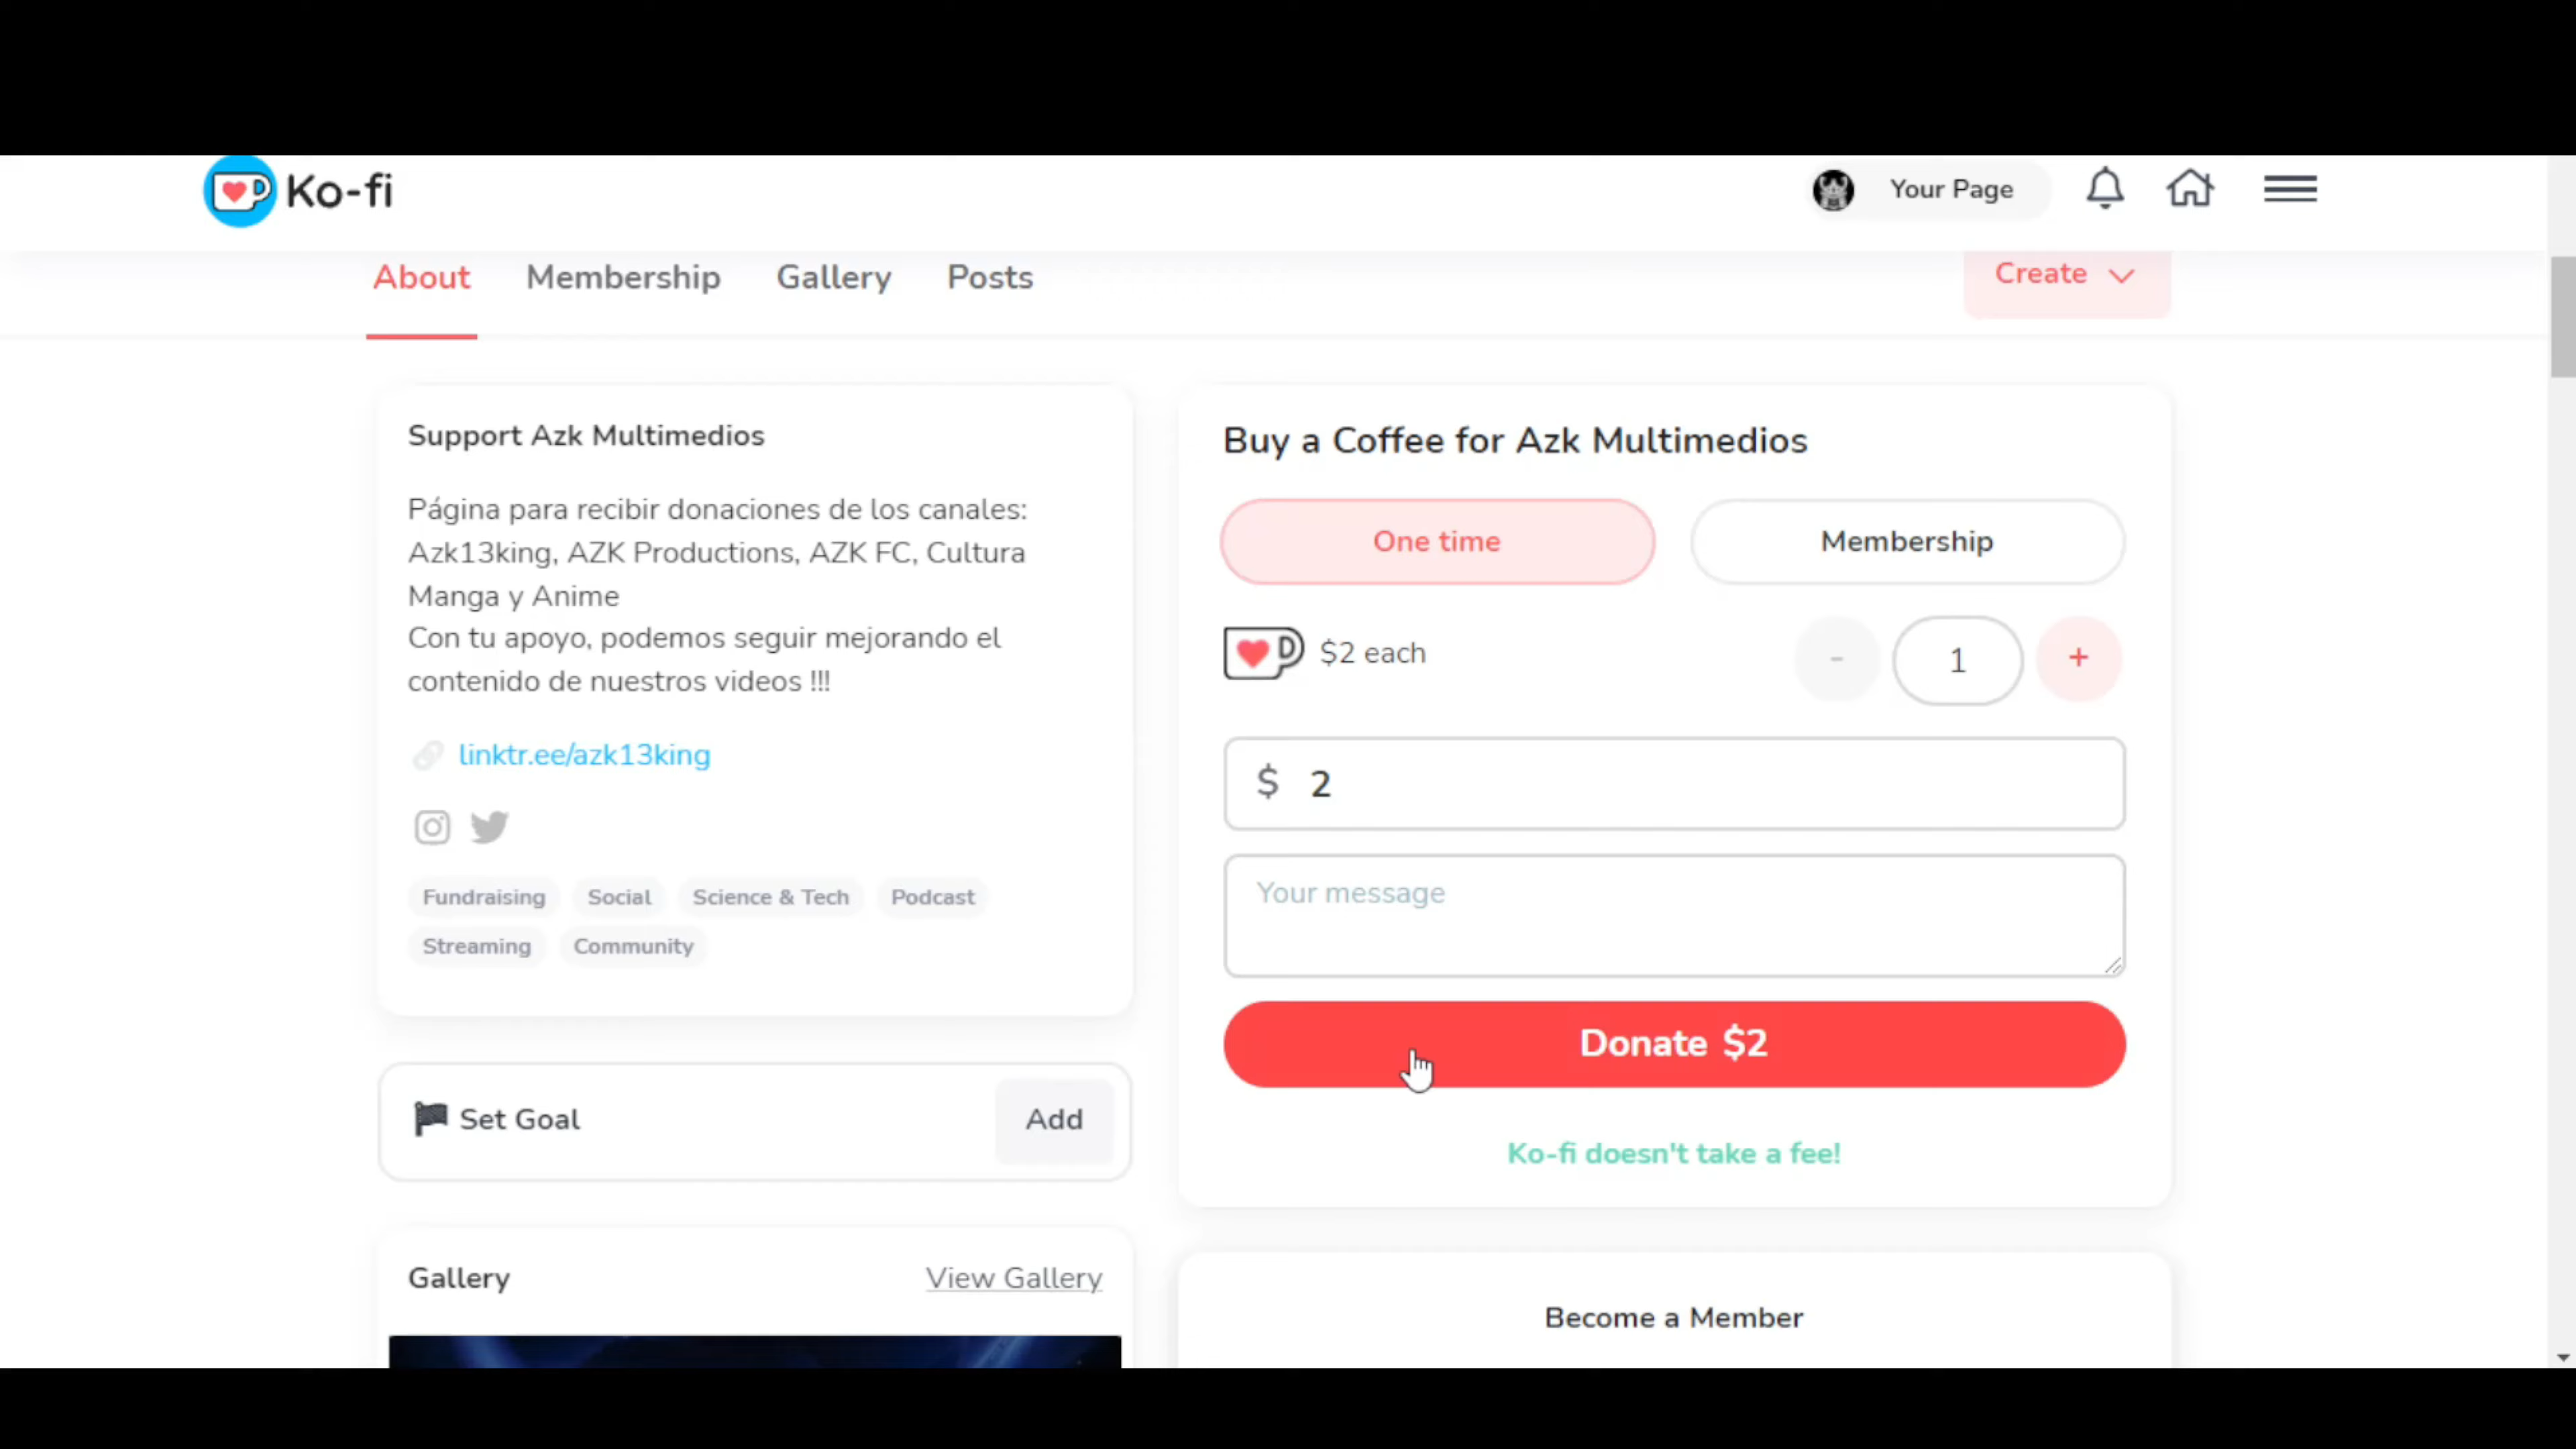 Ko-fi
Your Page
About
Membership
Gallery
Posts
Create
Support Azk Multimedios
Página para recibir donaciones de los canales:
Azk13king, AZK Productions, AZK FC, Cultura
Manga y Anime
Con tu apoyo, podemos seguir mejorando el
contenido de nuestros videos !!!
linktr.ee/azk13king
Fundraising
Social
Science & Tech
Podcast
Streaming
Community
Set Goal
Add
Gallery
View Gallery
Buy a Coffee for Azk Multimedios
One time
Membership
$2 each
-
1
+
$ 2
Your message
Donate $2
Ko-fi doesn't take a fee!
Become a Member